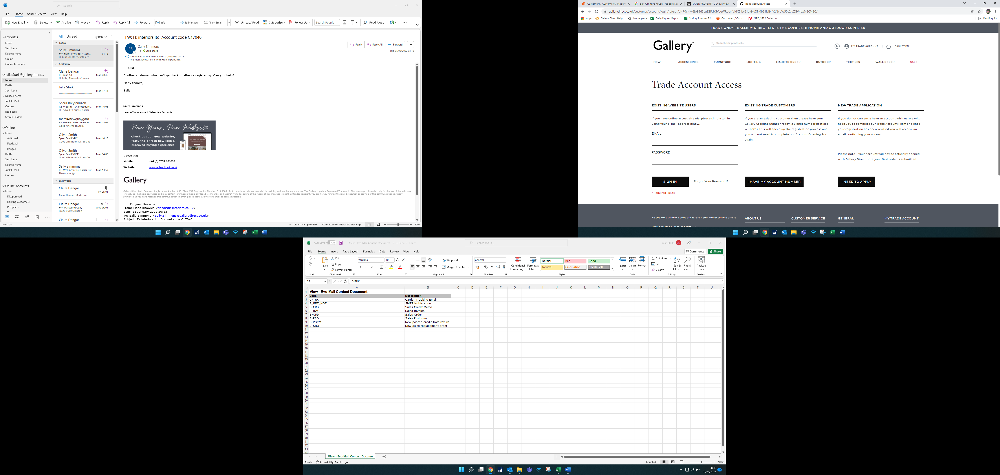 Search
File Home Send / Receive View Help
New Email Delete Archive Move Reply Reply All Forward Info To Manager Team Email Unread/ Read Categorize Follow Up Search People Read Aloud
Favorites
Inbox
Sent Items
Deleted Items
Online
Online Accounts
Julia.Stark@gallerydirect....
Inbox
Drafts
Sent Items
Deleted Items
Junk E-Mail
Outbox
RSS Feeds
Search Folders
Online
Inbox
Actioned
Feedback
Images
Drafts
Sent Items
Deleted Items
Junk E-Mail
Outbox
Online Accounts
Inbox
Disapproved
Existing Customers
Prospects
Items: 28
All Unread By Date
Today
Sally Simmons
FW: Fk interiors ltd. Accou... 08:12
Hi Julia Another customer
Yesterday
Claire Dangar
RE: Julia A/L Mon 20:46
Hi Julia, These don't seem
Julia Stark
Mon 17:14
Sheril Breytenbach
RE: Website - SA Procedure... Mon 16:05
Hi, Saved to our Customer
marc@newquaygard...
RE: Gallery Direct online ac... Mon 15:08
Good Afternoon Julie,
Oliver Smith
Spam Email "Gift" Mon 14:10
Good afternoon All, You've
Oliver Smith
Spam Email "GIFT" Mon 14:02
Good afternoon All, You've
Sally Simmons
RE: Web Active Customer List Mon 13:59
Thank you
Last Week
Claire Dangar
Fri 28/01
Claire Dangar Marketing
Claire Dangar
FW: Marketing Copy Wed 26/01
From: Vicky Simpson
Claire Dangar
FW: Fk interiors ltd. Account code C17040
SS
Sally Simmons
To Julia Stark
Reply Reply All Forward
Tue 01/02/2022 08:12
You replied to this message on 01/02/2022 08:15.
This message was sent with High importance.
Hi Julia
Another customer who can't get back in after re registering. Can you help?
Many thanks,
Sally
Sally Simmons
Head of Independent Sales-Key Accounts
New Year, New Website
Check out our New Website,
featuring a fresh new look &
improved buying experience.
Direct Dial
Mobile +44 (0) 7951 181666
Website www.gallerydirect.co.uk
Gallery
Gallery Direct Ltd - Company Registration Number: 03917740. VAT Registration Number: 313 3685 17. All telephone calls are recorded for training and monitoring purposes. The Gallery Logo is a Registered Trademark. This message is intended only for the use of the individual
or entity to which it is addressed and may contain information that is privileged, confidential and exempt from disclosure. If the reader of this message is not the intended recipient, you are hereby notified that any distribution or copying of this communication is strictly
prohibited. If you have received this communication in error, please notify us by return email as soon as possible.
-----Original Message-----
From: Fiona Knowles <fiona@fk-interiors.co.uk>
Sent: 31 January 2022 20:33
To: Sally Simmons <Sally.Simmons@gallerydirect.co.uk>
Subject: Fk interiors ltd. Account code C17040
All folders are up to date. Connected to: Microsoft Exchange 100%
Customers / Customers / Magen oak furniture house - Google Sea SAYER PROPERTY LTD overview - Trade Account Access
Apps Gallery Direct Help... Home page Daily Figures Repor... Spring Summer 22... Customers / Custo... NPD_SS22 Collectio... Reading list
TRADE ONLY - GALLERY DIRECT LTD IS THE COMPLETE HOME AND OUTDOOR SUPPLIER
Gallery Search for products MY TRADE ACCOUNT BASKET (0)
NEW ACCESSORIES FURNITURE LIGHTING MADE TO ORDER OUTDOOR TEXTILES WALL DECOR SALE
Trade Account Access
EXISTING WEBSITE USERS
If you have online access already, please simply log in
using your e-mail address below.
EMAIL
PASSWORD
SIGN IN Forgot Your Password?
* Required Fields
EXISTING TRADE CUSTOMERS
If you are an existing customer then please have your
Gallery Account Number ready (a 5 digit number prefixed
with 'C' ), this will speed up the registration process and
you will not need to complete our Account Opening Form
again.
I HAVE MY ACCOUNT NUMBER
NEW TRADE APPLICATION
If you do not currently have an account with us, we will
need you to complete our Trade Account Form and once
your registration has been verified you will receive an
email confirming your access..
Please note - your account will not be officially opened
with Gallery Direct until your first order is submitted.
I NEED TO APPLY
Be the first to hear about our latest news and exclusive offers
ABOUT US CUSTOMER SERVICE GENERAL MY TRADE ACCOUNT
AutoSave Off View - Evo-Mail Contact Document - CT031935 - C-TRK Search (Alt+Q) Julia Stark JS
File Home Insert Page Layout Formulas Data Review View Help Comments Share
Paste Cut Copy Format Painter
Verdana 10 B I U
Wrap Text Merge & Center
General
Conditional Formatting Format as Table
Normal Bad Good
Neutral Calculation Check Cell
Insert Delete Format
AutoSum Fill Clear Sort & Filter Find & Select Analyze Data
Undo Clipboard Font Alignment Number Styles Cells Editing Analysis
A3 fx C-TRK
A B C D E F G H I J K L M N O P Q R S T U
1 View - Evo-Mail Contact Document
2 Code Description
3 C-TRK Carrier Tracking Email
4 S_RET_NOT SMTP Notification
5 S-CRD Sales Credit Memo
6 S-INV Sales Invoice
7 S-ORD Sales Order
8 S-PRO Sales Proforma
9 S-PSCM New posted credit from return
10 S-SRO New sales replacement order
11
12
13
14
15
16
17
18
19
20
21
22
23
24
25
26
27
28
29
30
31
32
33
34
35
36
37
38
39
40
41
42
43
44
View - Evo-Mail Contact Docume
Ready Accessibility: Good to go Count: 8 100%
08:46
01/02/2022